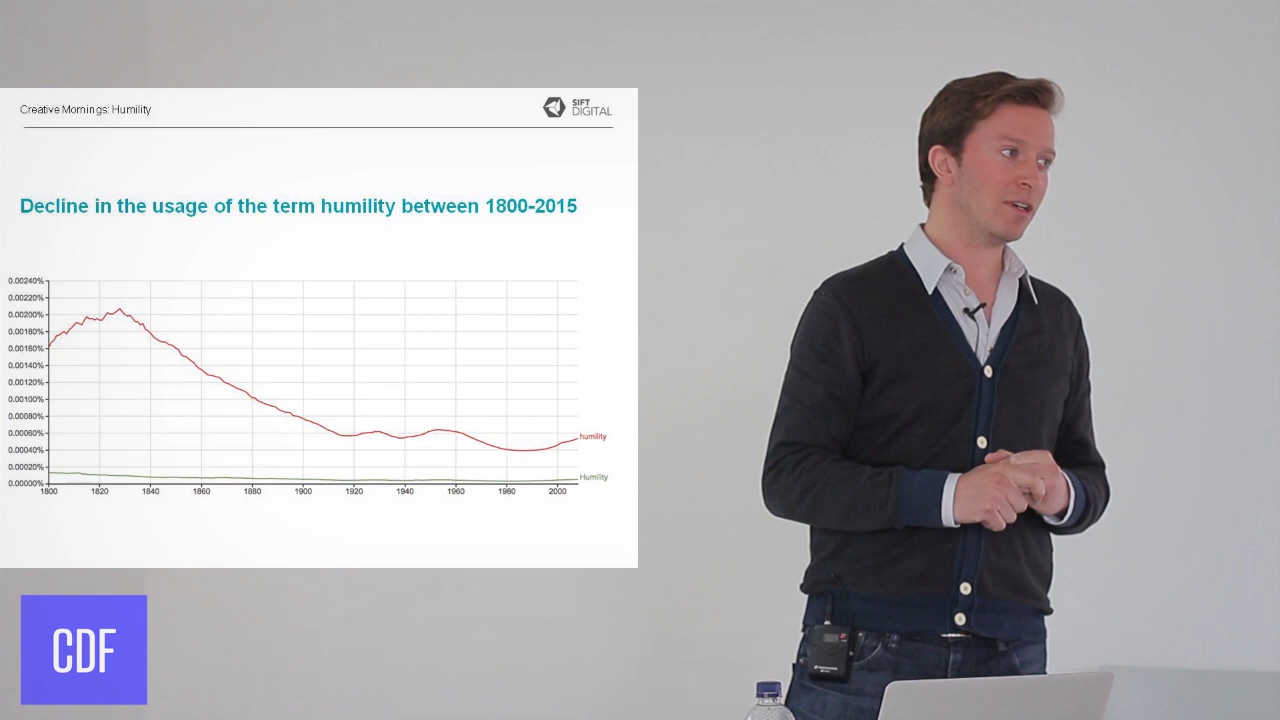 Creative Mornings: Humility
SIFT
DIGITAL
Decline in the usage of the term humility between 1800-2015
0.00240%
0.00220%
0.00200%
0.00180%
0.00160%
0.00140%
0.00120%
0.00100%
0.00080%
0.00060%
humility
0.00040%
0.00020%
Humility
0.00000%
1800 1820 1840 1860 1880 1900 1920 1940 1960 1980 2000
CDF